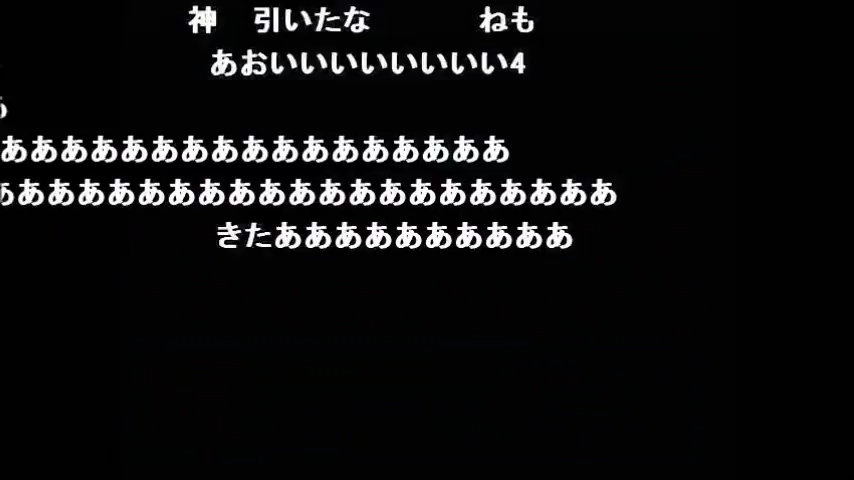 神 引いたな ねも
あおいいいいいいいい4
あああああああああああああああああ
あああああああああああああああああああああ
きたああああああああああ